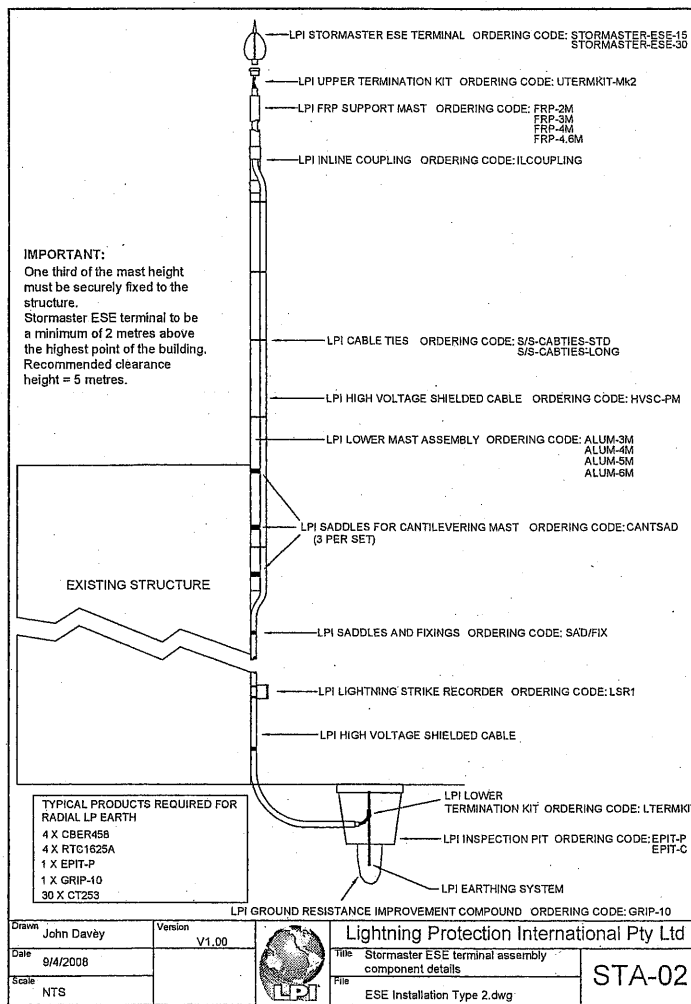 LPI STORMASTER ESE TERMINAL ORDERING CODE: STORMASTER-ESE-15
STORMASTER-ESE-30
LPI UPPER TERMINATION KIT ORDERING CODE: UTERMKIT-Mk2
LPI FRP SUPPORT MAST ORDERING CODE: FRP-2M
FRP-3M
FRP-4M
FRP-4.6M
LPI INLINE COUPLING ORDERING CODE: ILCOUPLING
IMPORTANT:
One third of the mast height
must be securely fixed to the
structure.
Stormaster ESE terminal to be
a minimum of 2 metres above
the highest point of the building.
Recommended clearance
height = 5 metres.
LPI CABLE TIES ORDERING CODE: S/S-CABTIES-STD
S/S-CABTIES-LONG
LPI HIGH VOLTAGE SHIELDED CABLE ORDERING CODE: HVSC-PM
LPI LOWER MAST ASSEMBLY ORDERING CODE: ALUM-3M
ALUM-4M
ALUM-5M
ALUM-6M
LPI SADDLES FOR CANTILEVERING MAST ORDERING CODE: CANTSAD
(3 PER SET)
EXISTING STRUCTURE
LPI SADDLES AND FIXINGS ORDERING CODE: SAD/FIX
LPI LIGHTNING STRIKE RECORDER ORDERING CODE: LSR1
LPI HIGH VOLTAGE SHIELDED CABLE
LPI LOWER
TERMINATION KIT ORDERING CODE: LTERMKI
LPI INSPECTION PIT ORDERING CODE: EPIT-P
EPIT-C
LPI EARTHING SYSTEM
TYPICAL PRODUCTS REQUIRED FOR
RADIAL LP EARTH
4 X CBER458
4 X RTC1625A
1 X EPIT-P
1 X GRIP-10
30 X CT253
LPI GROUND RESISTANCE IMPROVEMENT COMPOUND ORDERING CODE: GRIP-10
Drawn John Davey
Version V1.00
Date 9/4/2008
Scale NTS
LPI
Lightning Protection International Pty Ltd
Title Stormaster ESE terminal assembly
component details
File ESE Installation Type 2.dwg
STA-02